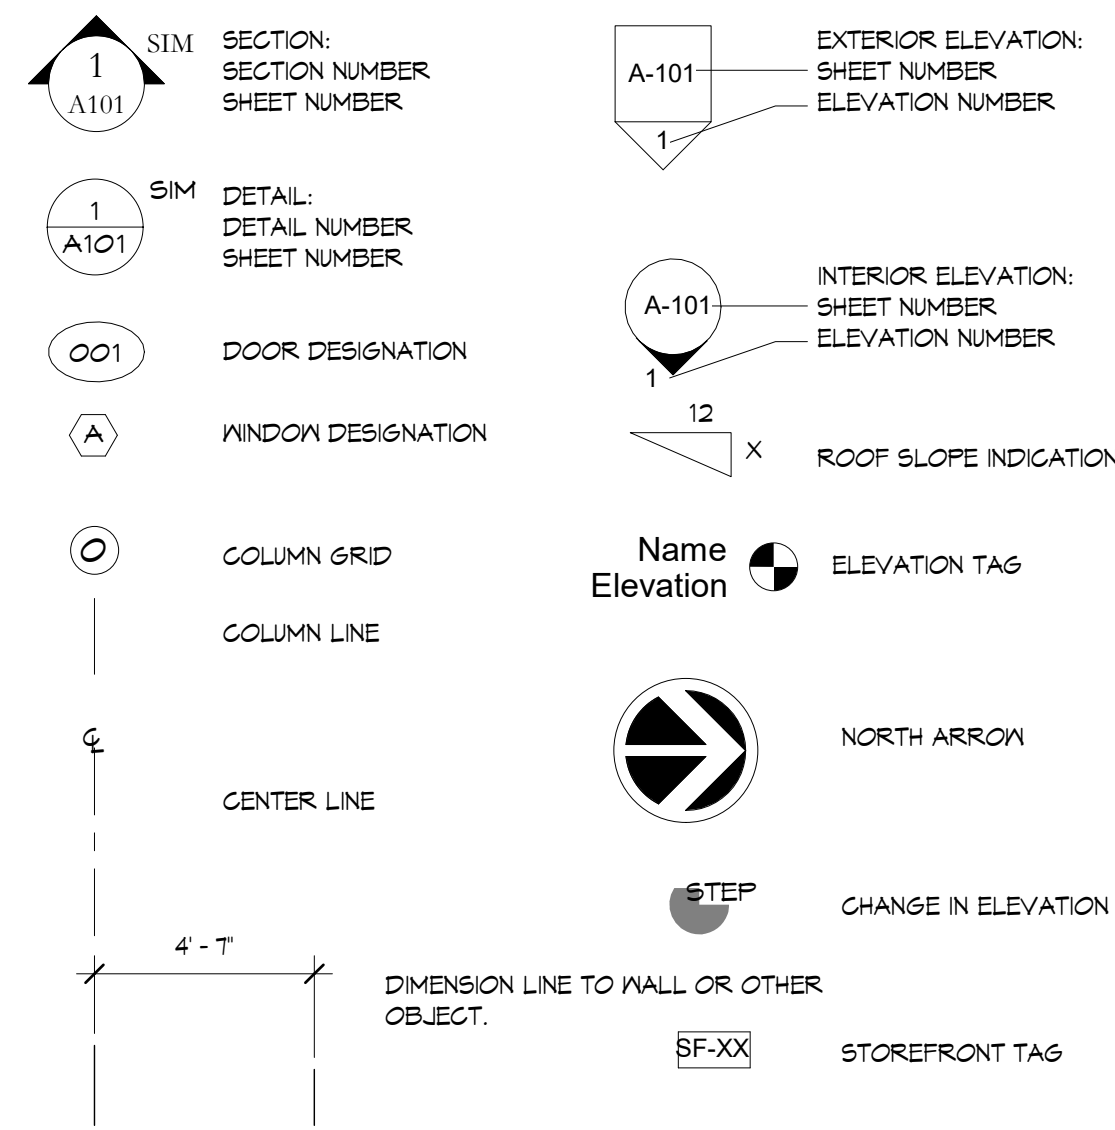 SIM
1
A101
SECTION:
SECTION NUMBER
SHEET NUMBER
SIM
1
A101
DETAIL:
DETAIL NUMBER
SHEET NUMBER
001
DOOR DESIGNATION
A
WINDOW DESIGNATION
O
COLUMN GRID
COLUMN LINE
℄
CENTER LINE
4' - 7"
DIMENSION LINE TO WALL OR OTHER
OBJECT.
A-101
1
EXTERIOR ELEVATION:
SHEET NUMBER
ELEVATION NUMBER
A-101
1
INTERIOR ELEVATION:
SHEET NUMBER
ELEVATION NUMBER
12
X
ROOF SLOPE INDICATION
Name
Elevation
ELEVATION TAG
NORTH ARROW
STEP
CHANGE IN ELEVATION
SF-XX
STOREFRONT TAG